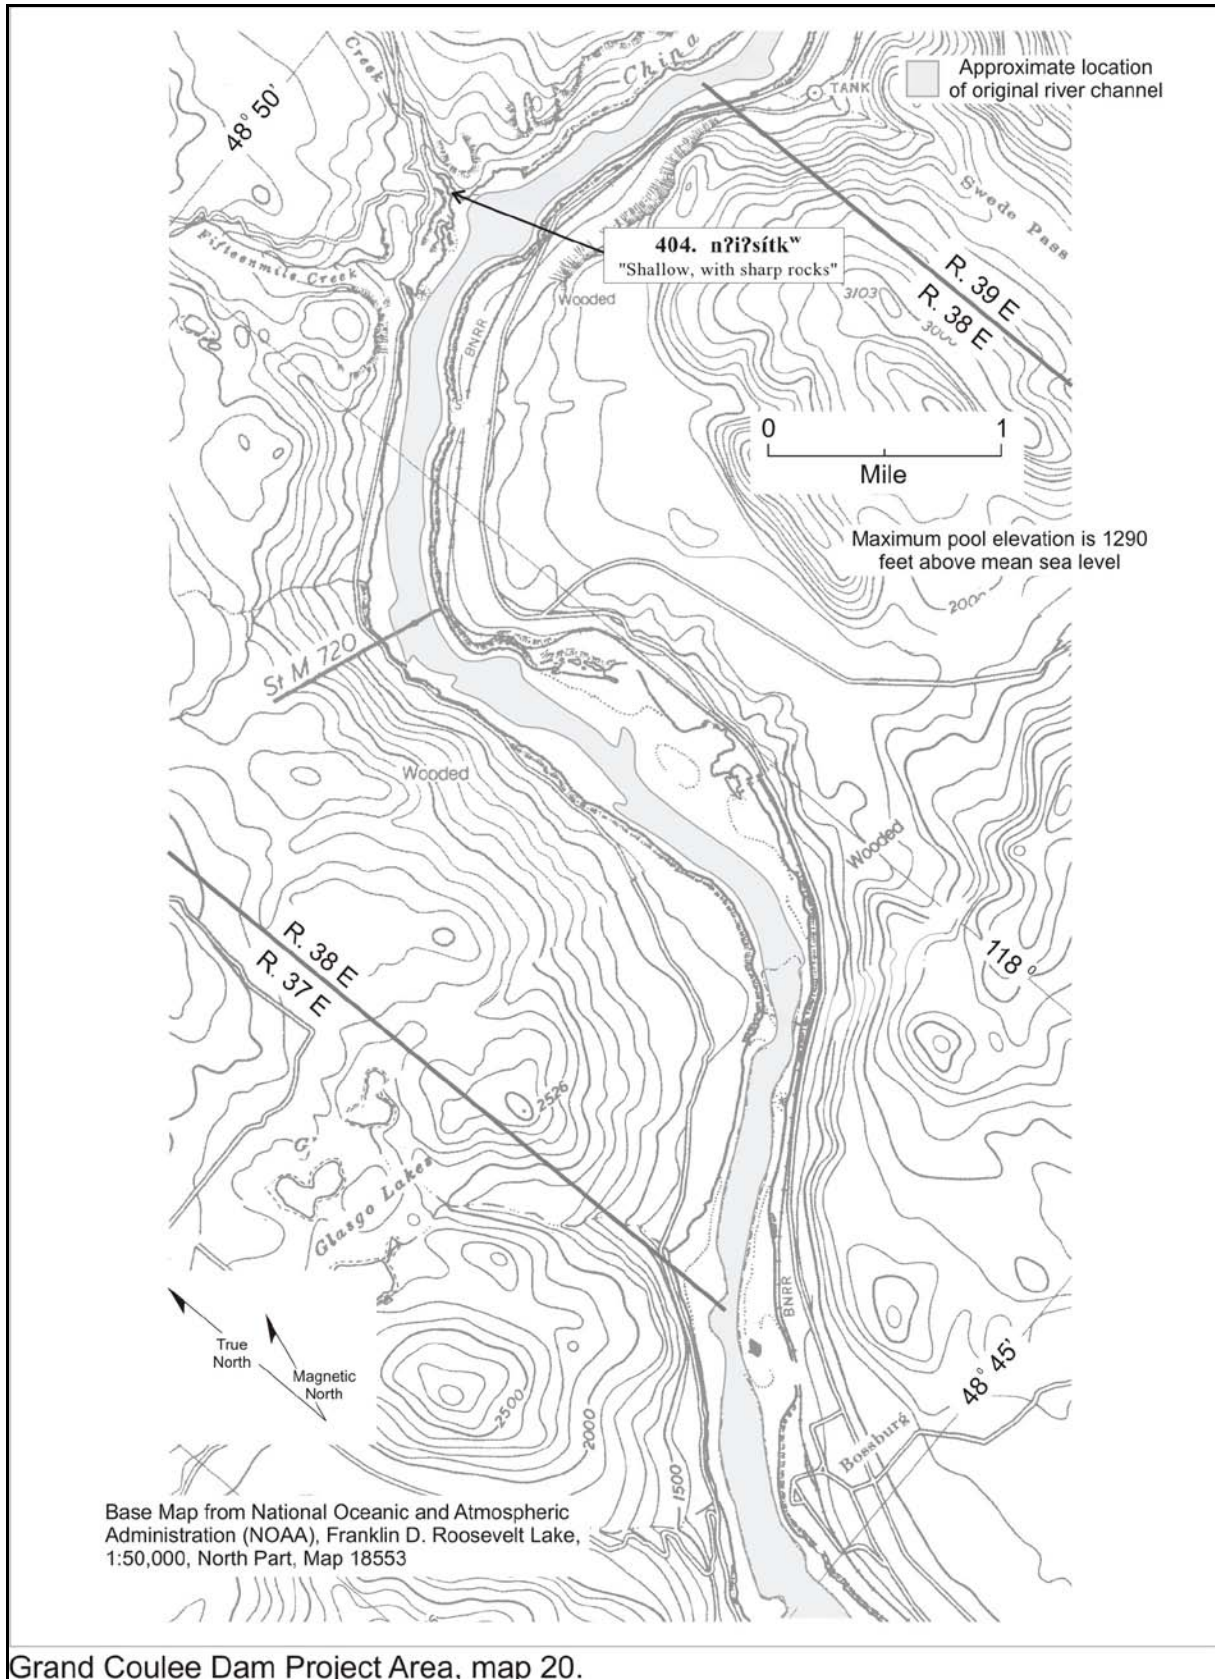 Creek
China
Approximate location
of original river channel
TANK
48° 50'
Swede Pass
Fifteenmile Creek
404. nʔiʔsítkʷ
"Shallow, with sharp rocks"
Wooded
3103
R. 39 E
R. 38 E
3000
BNRR
0 1
Mile
Maximum pool elevation is 1290
feet above mean sea level
2000
St M 720
Wooded
Wooded
R. 38 E
R. 37 E
118°
2526
G
Glasgo Lakes
BNRR
True
North
Magnetic
North
48° 45'
2500
2000
1500
Bossburg
Base Map from National Oceanic and Atmospheric
Administration (NOAA), Franklin D. Roosevelt Lake,
1:50,000, North Part, Map 18553
Grand Coulee Dam Project Area, map 20.